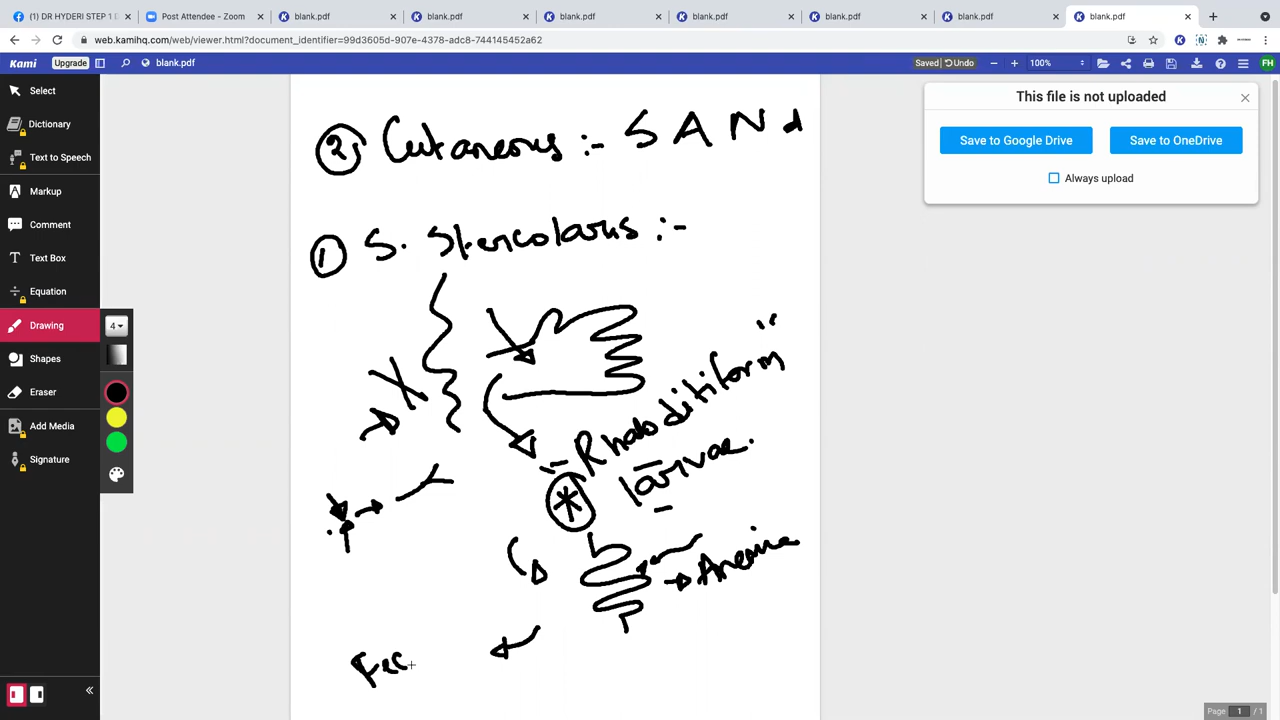 (1) DR HYDERI STEP 1 Post Attendee - Zoom blank.pdf blank.pdf blank.pdf blank.pdf blank.pdf blank.pdf blank.pdf
web.kamihq.com/web/viewer.html?document_identifier=99d3605d-907e-4378-adc8-744145452a62
Kami Upgrade blank.pdf Saved Undo 100% FH
Select
Dictionary
Text to Speech
Markup
Comment
Text Box
Equation
Drawing
4
Shapes
Eraser
Add Media
Signature
This file is not uploaded
Save to Google Drive Save to OneDrive
Always upload
2, Cutaneous :- S A N d
1 S. Stercolaris :-
"Rhabditiform"
larvae.
Anemia
Fec
Page 1 / 1